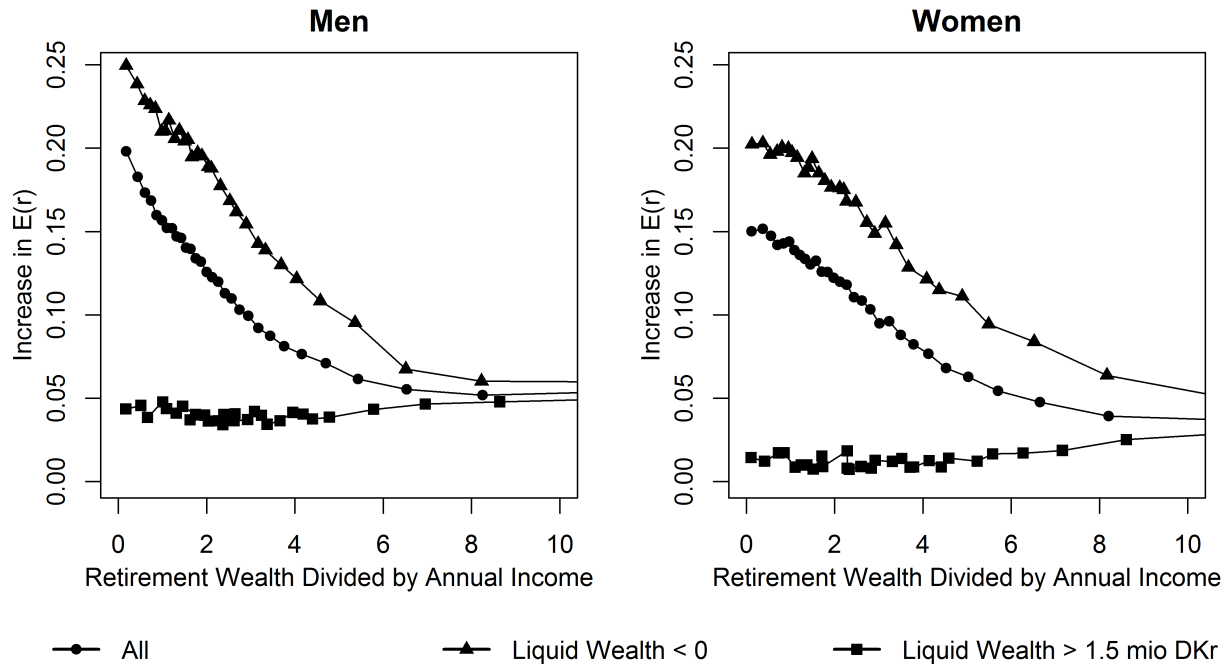 Men
Increase in E(r)
0.25
0.20
0.15
0.10
0.05
0.00
0 2 4 6 8 10
Retirement Wealth Divided by Annual Income
Women
Increase in E(r)
0.25
0.20
0.15
0.10
0.05
0.00
0 2 4 6 8 10
Retirement Wealth Divided by Annual Income
All Liquid Wealth < 0 Liquid Wealth > 1.5 mio DKr